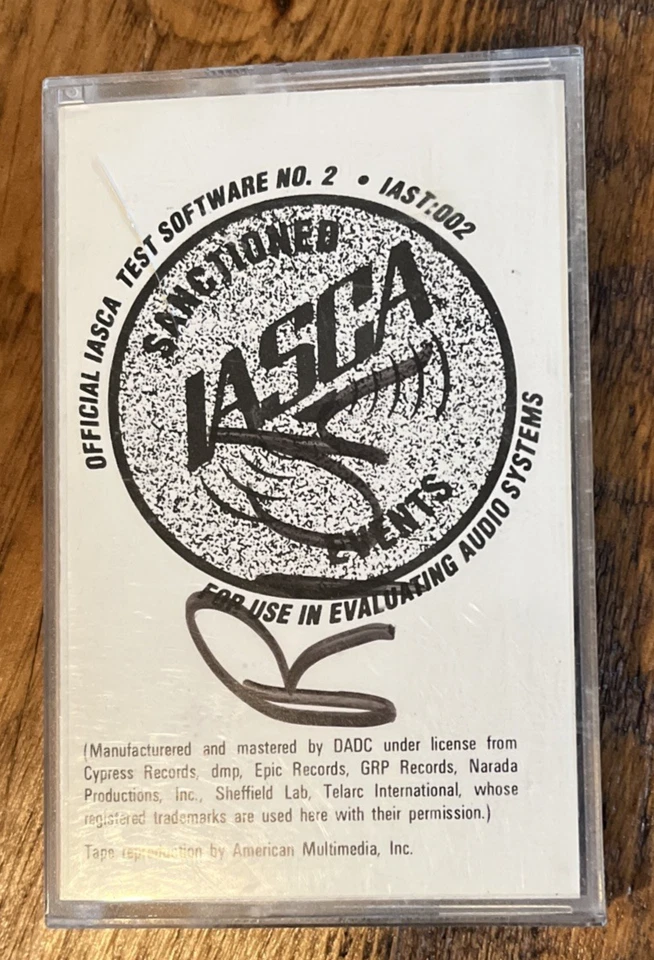 OFFICIAL IASCA TEST SOFTWARE NO. 2 • IAST:002
SANCTIONED
IASCA
EVENTS
FOR USE IN EVALUATING AUDIO SYSTEMS
(Manufacturered and mastered by DADC under license from
Cypress Records, dmp, Epic Records, GRP Records, Narada
Productions, Inc., Sheffield Lab, Telarc International, whose
registered trademarks are used here with their permission.)
Tape reproduction by American Multimedia, Inc.